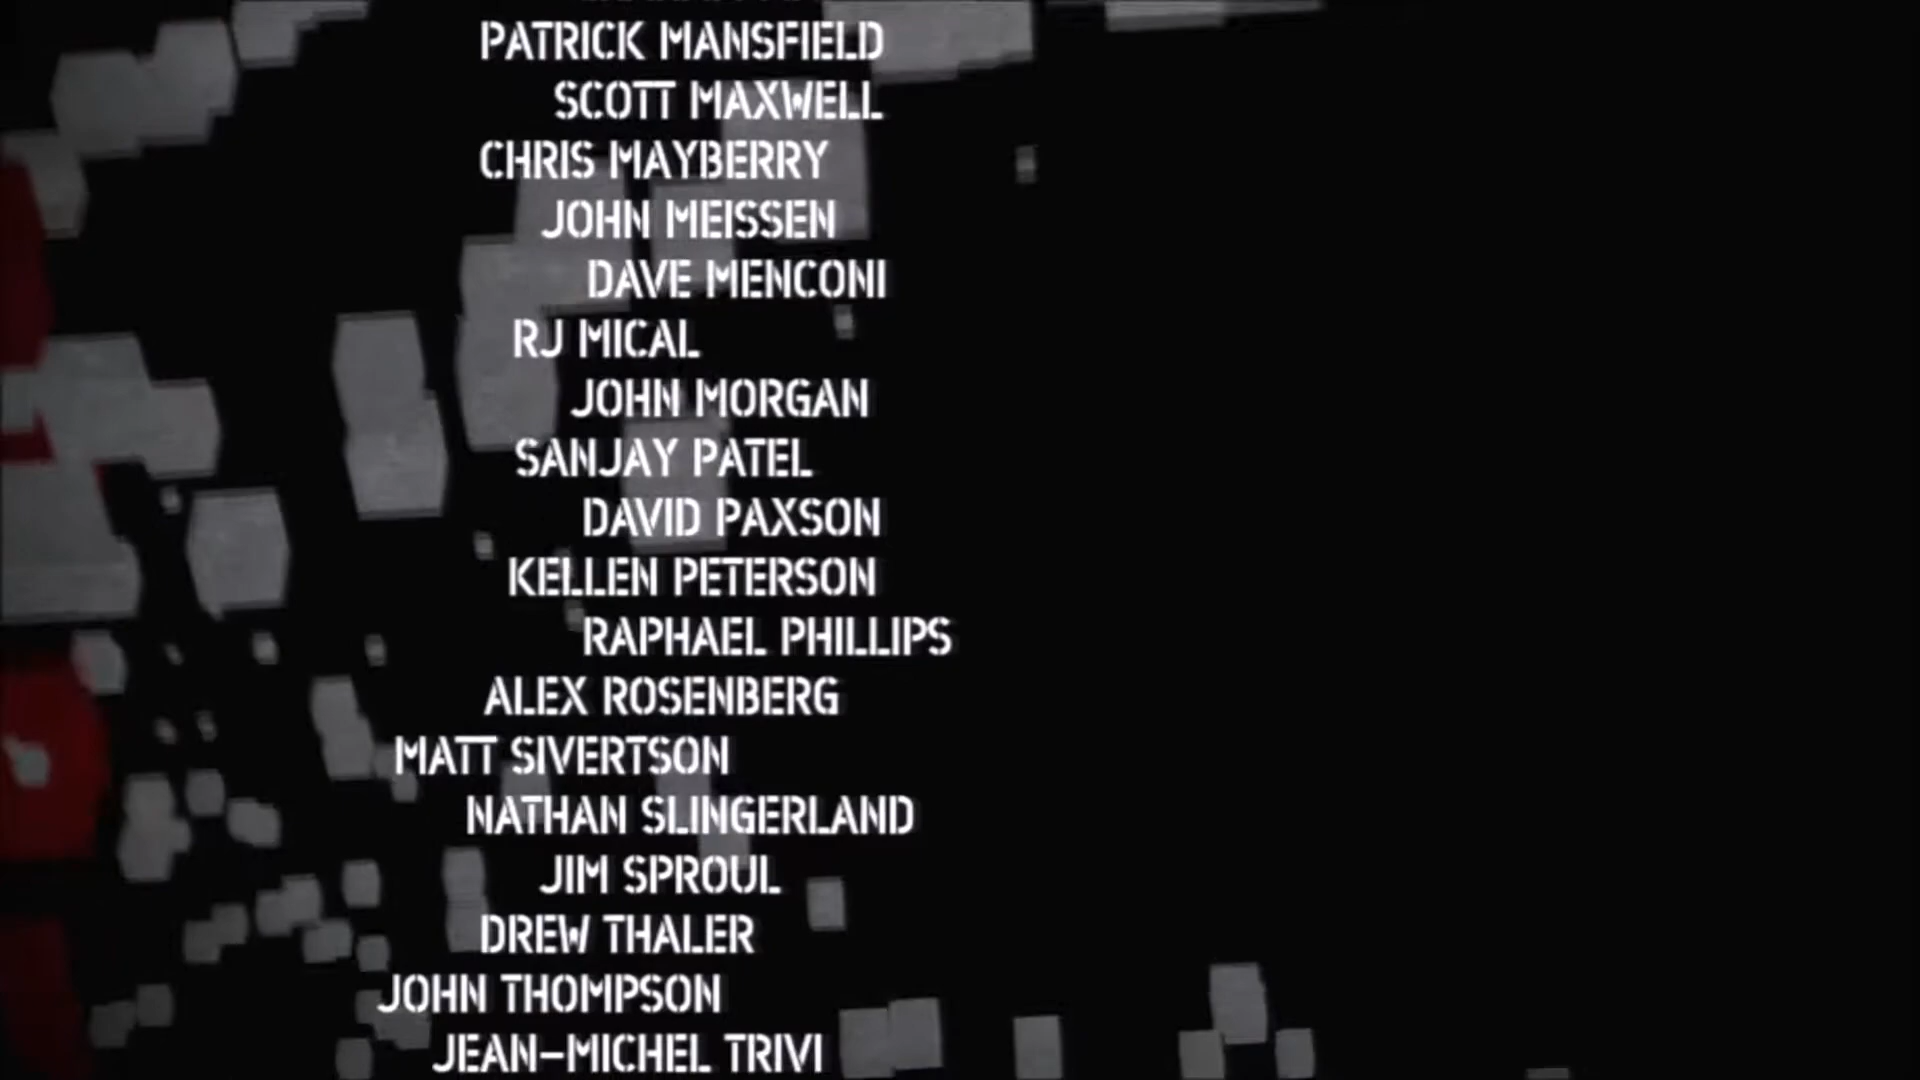 PATRICK MANSFIELD
SCOTT MAXWELL
CHRIS MAYBERRY
JOHN MEISSEN
DAVE MENCONI
RJ MICAL
JOHN MORGAN
SANJAY PATEL
DAVID PAXSON
KELLEN PETERSON
RAPHAEL PHILLIPS
ALEX ROSENBERG
MATT SIVERTSON
NATHAN SLINGERLAND
JIM SPROUL
DREW THALER
JOHN THOMPSON
JEAN-MICHEL TRIVI